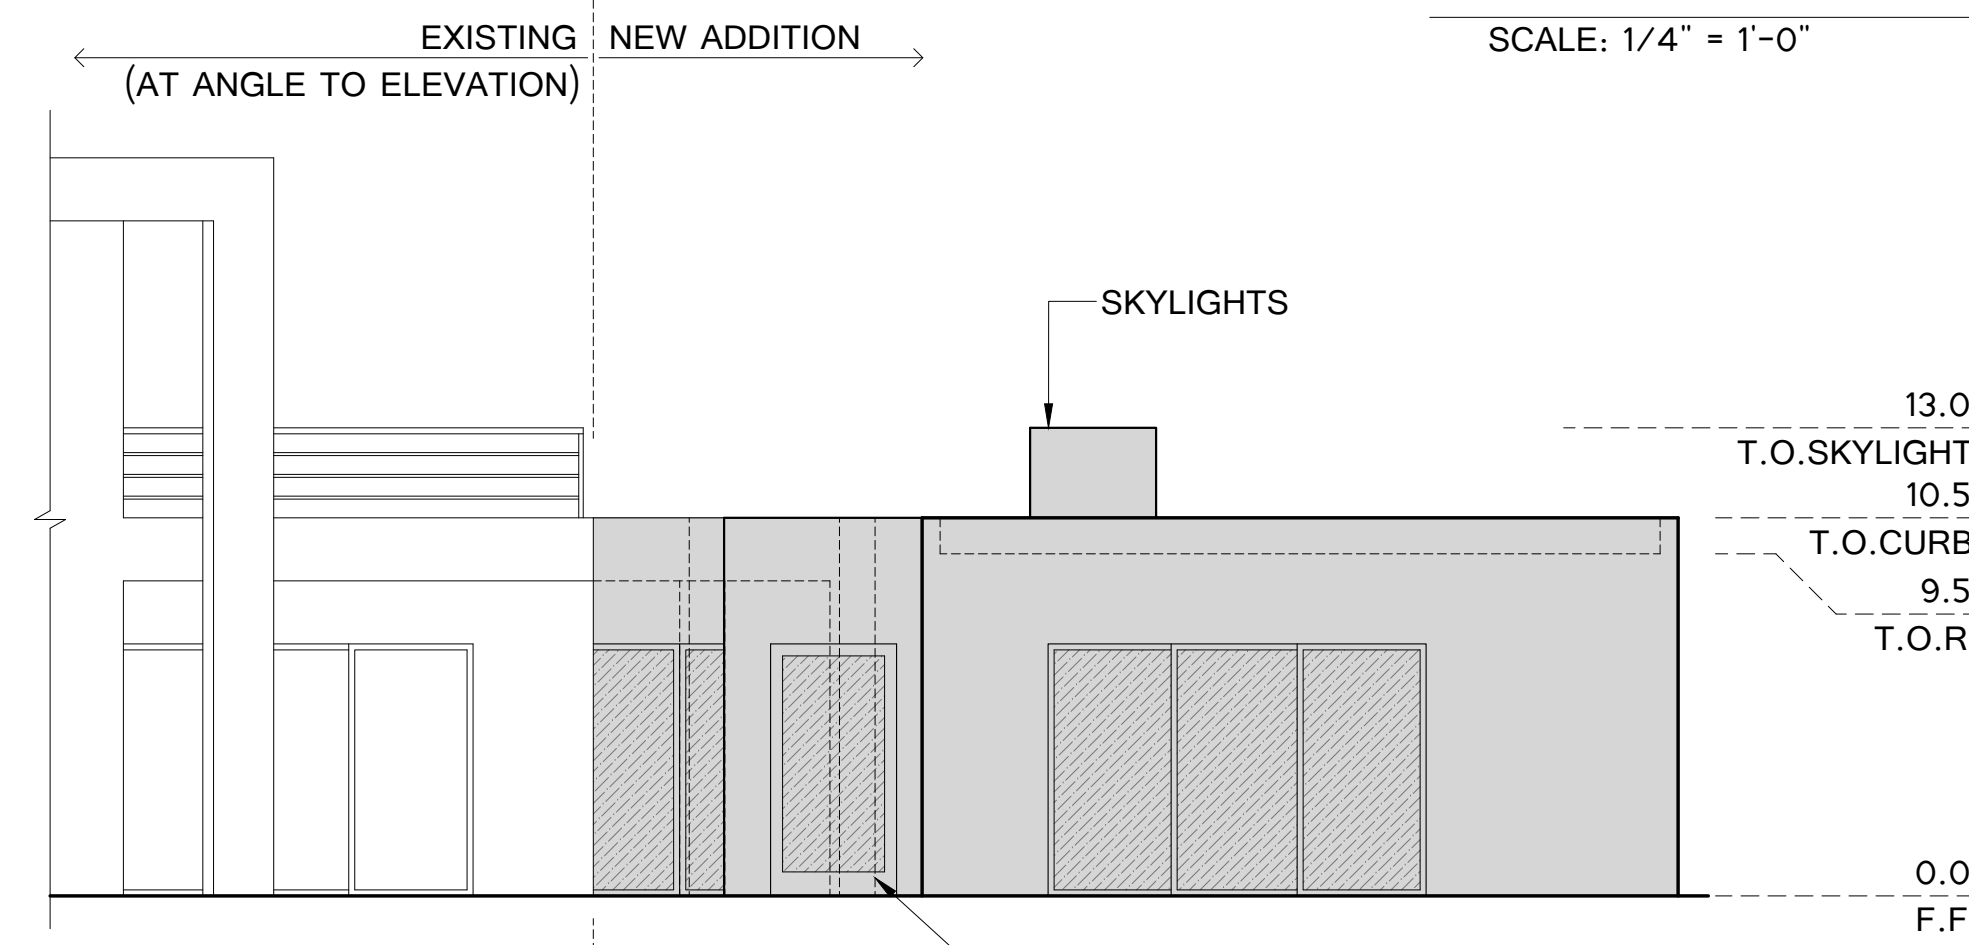 EXISTING NEW ADDITION
(AT ANGLE TO ELEVATION)
SCALE: 1/4" = 1'-0"
SKYLIGHTS
13.0
T.O.SKYLIGHT
10.5
T.O.CURB
9.5
T.O.R
0.0
F.F